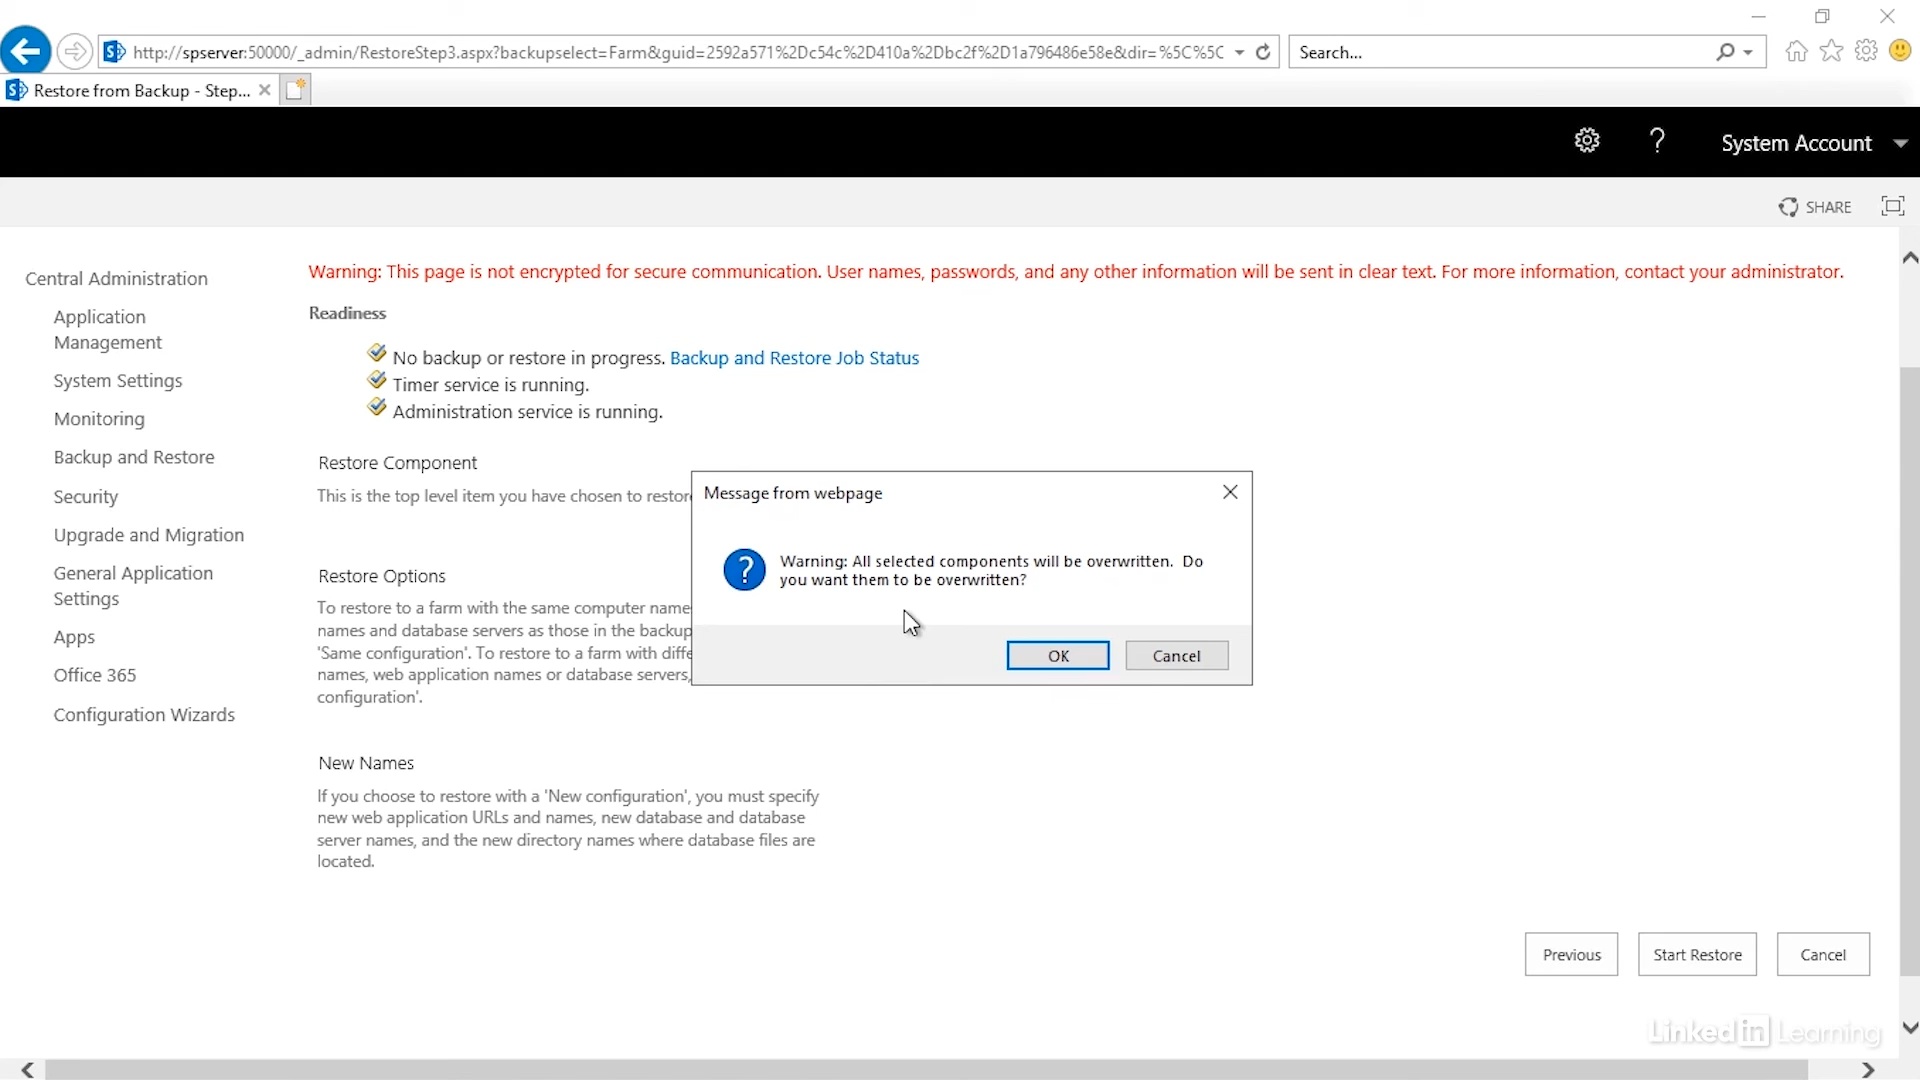 http://spserver:50000/_admin/RestoreStep3.aspx?backupselect=Farm&guid=2592a571%2Dc54c%2D410a%2Dbc2f%2D1a796486e58e&dir=%5C%5C
Search...
Restore from Backup - Step...
System Account
SHARE
Central Administration
Application
Management
System Settings
Monitoring
Backup and Restore
Security
Upgrade and Migration
General Application
Settings
Apps
Office 365
Configuration Wizards
Warning: This page is not encrypted for secure communication. User names, passwords, and any other information will be sent in clear text. For more information, contact your administrator.
Readiness
No backup or restore in progress. Backup and Restore Job Status
Timer service is running.
Administration service is running.
Restore Component
This is the top level item you have chosen to restor
Restore Options
To restore to a farm with the same computer name
names and database servers as those in the backup
'Same configuration'. To restore to a farm with diffe
names, web application names or database servers,
configuration'.
New Names
If you choose to restore with a 'New configuration', you must specify
new web application URLs and names, new database and database
server names, and the new directory names where database files are
located.
Message from webpage
Warning: All selected components will be overwritten. Do
you want them to be overwritten?
OK
Cancel
Previous
Start Restore
Cancel
Linked in Learning